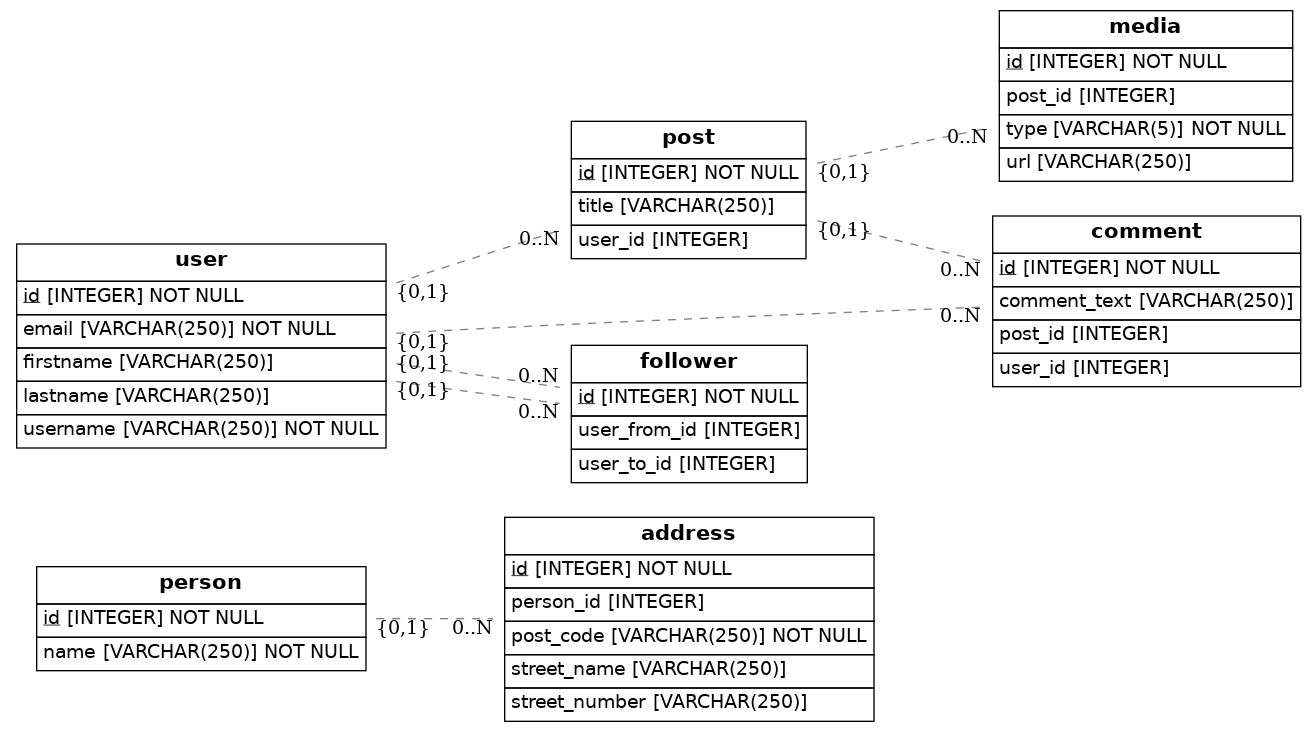 media
id [INTEGER] NOT NULL
post_id [INTEGER]
type [VARCHAR(5)] NOT NULL
url [VARCHAR(250)]
post
id [INTEGER] NOT NULL
title [VARCHAR(250)]
user_id [INTEGER]
{0,1}
0..N
{0,1}
0..N
comment
id [INTEGER] NOT NULL
comment_text [VARCHAR(250)]
post_id [INTEGER]
user_id [INTEGER]
user
id [INTEGER] NOT NULL
email [VARCHAR(250)] NOT NULL
firstname [VARCHAR(250)]
lastname [VARCHAR(250)]
username [VARCHAR(250)] NOT NULL
{0,1}
0..N
{0,1}
0..N
{0,1}
0..N
{0,1}
0..N
follower
id [INTEGER] NOT NULL
user_from_id [INTEGER]
user_to_id [INTEGER]
person
id [INTEGER] NOT NULL
name [VARCHAR(250)] NOT NULL
{0,1}
0..N
address
id [INTEGER] NOT NULL
person_id [INTEGER]
post_code [VARCHAR(250)] NOT NULL
street_name [VARCHAR(250)]
street_number [VARCHAR(250)]